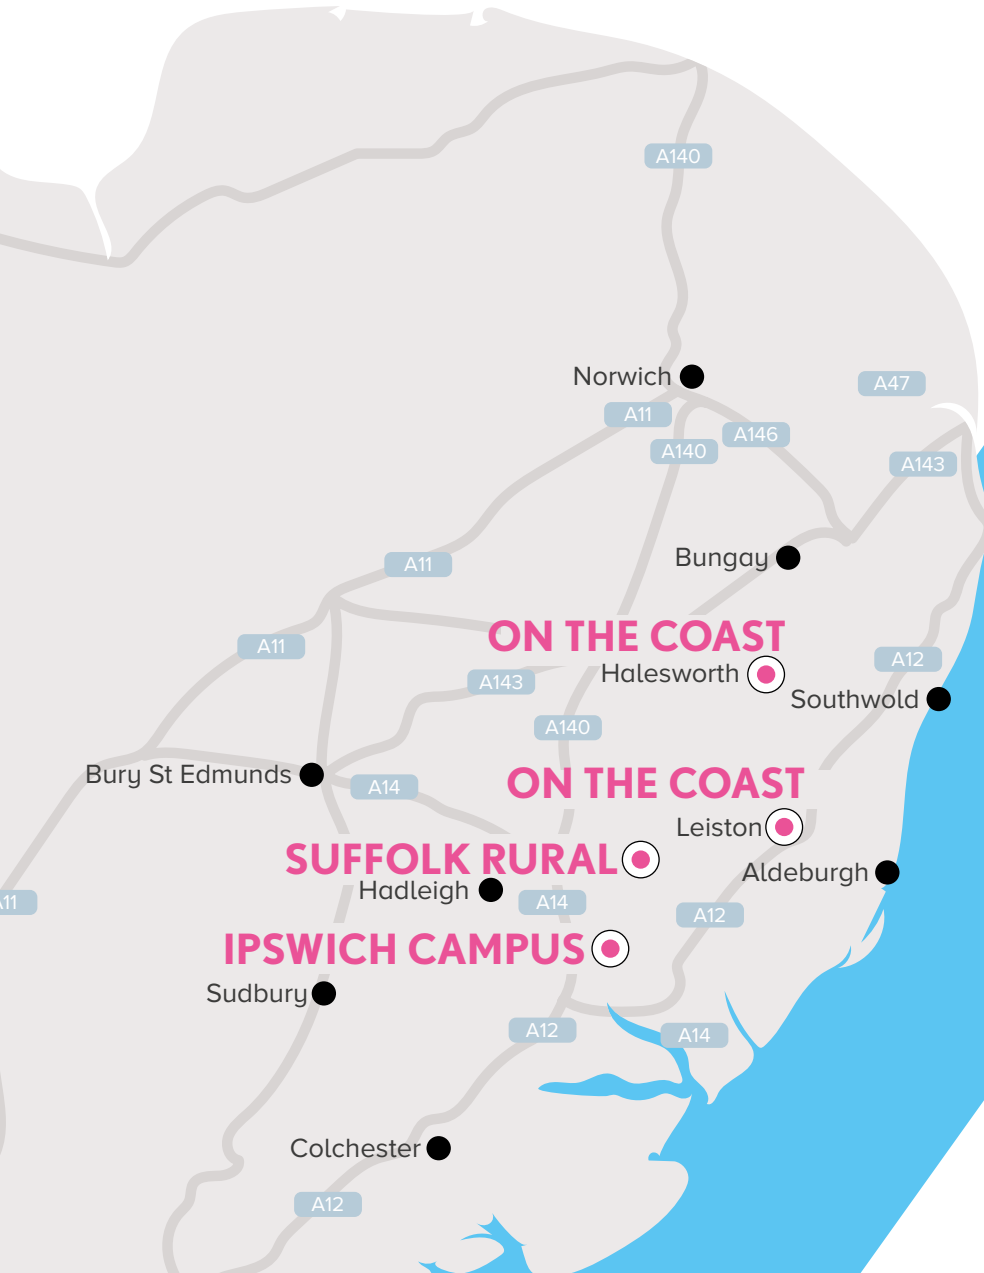 A140
Norwich
A47
A11
A146
A140
A143
Bungay
A11
ON THE COAST
A11
Halesworth
A12
A143
Southwold
A140
Bury St Edmunds
ON THE COAST
A14
Leiston
SUFFOLK RURAL
Aldeburgh
Hadleigh
A14
A11
A12
IPSWICH CAMPUS
Sudbury
A12
A14
Colchester
A12